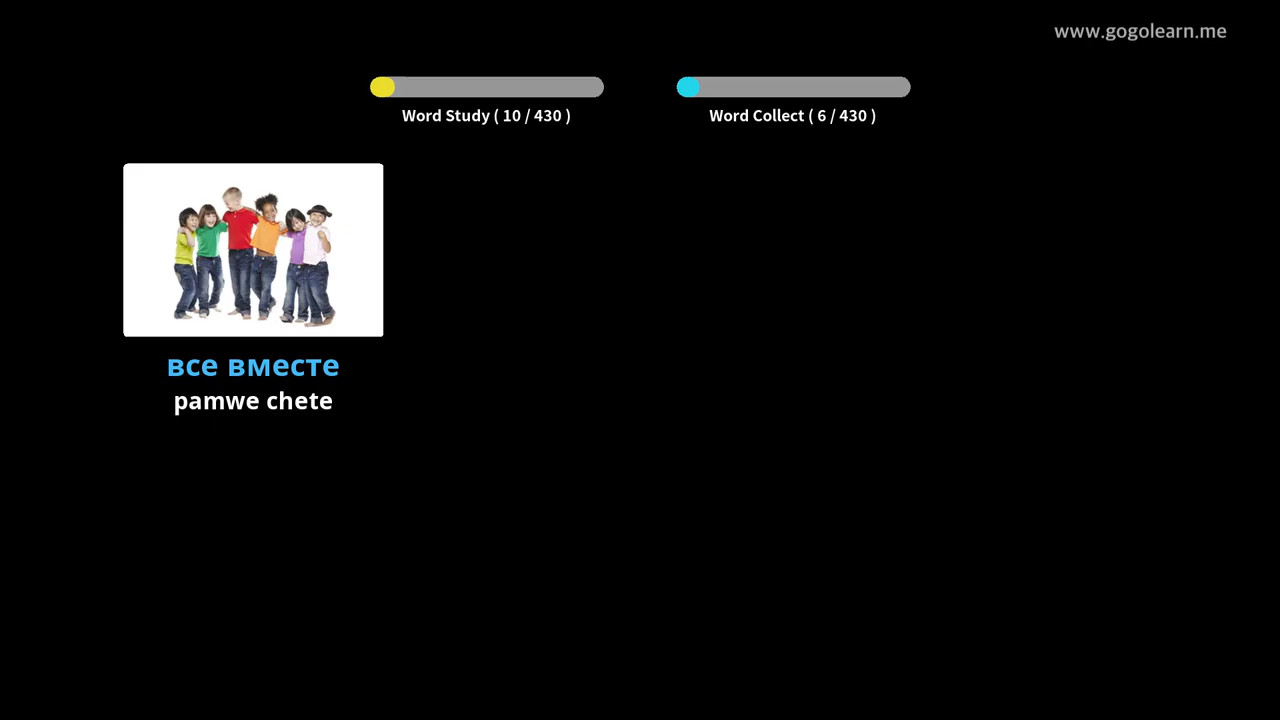 www.gogolearn.me
Word Study ( 10 / 430 )
Word Collect ( 6 / 430 )
все вместе
pamwe chete